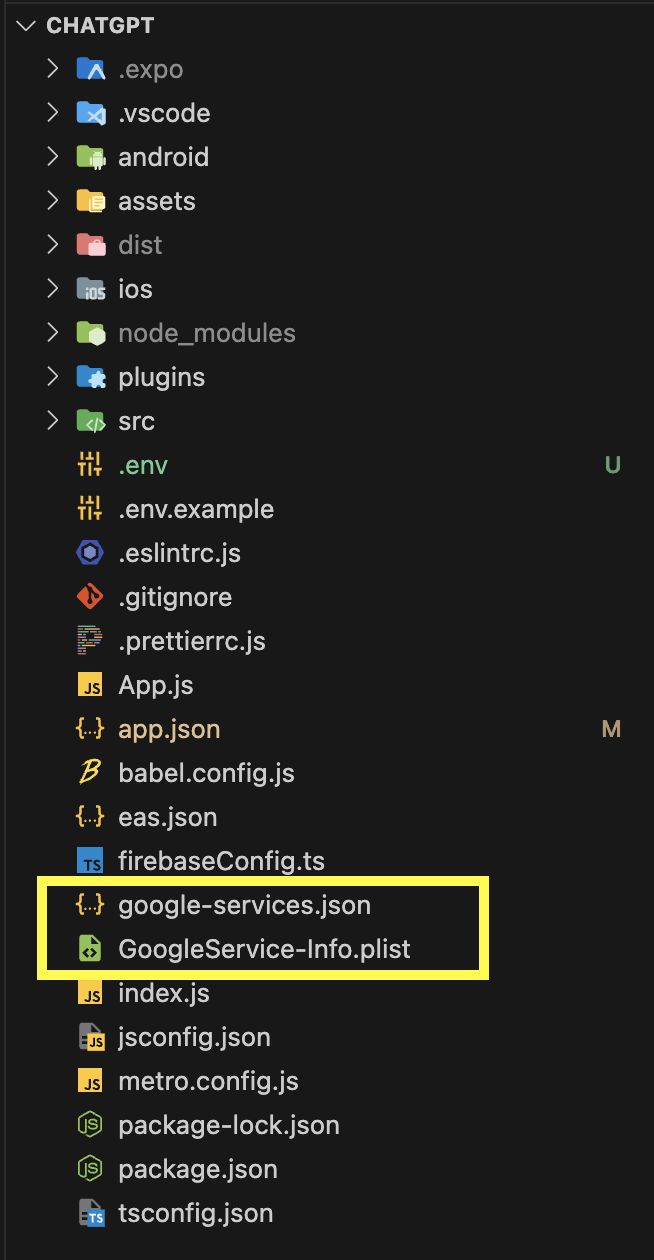 CHATGPT
.expo
.vscode
android
assets
dist
ios
node_modules
plugins
src
.env U
.env.example
.eslintrc.js
.gitignore
.prettierrc.js
App.js
app.json M
babel.config.js
eas.json
firebaseConfig.ts
google-services.json
GoogleService-Info.plist
index.js
jsconfig.json
metro.config.js
package-lock.json
package.json
tsconfig.json